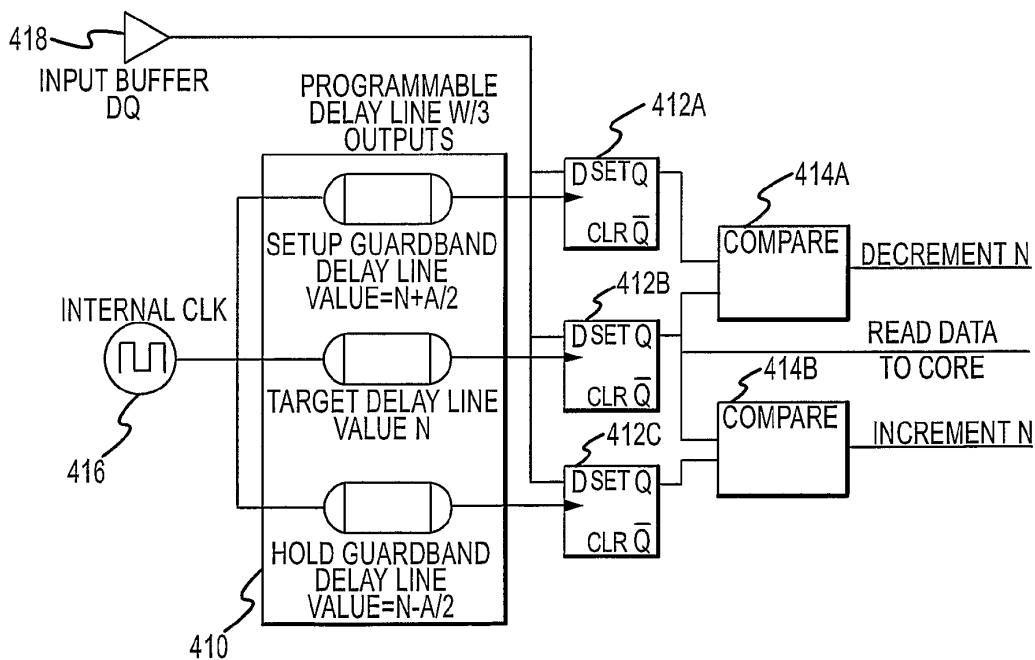 418
INPUT BUFFER
DQ
PROGRAMMABLE
DELAY LINE W/3
OUTPUTS
412A
D SET Q
CLR Q̅
414A
COMPARE
DECREMENT N
SETUP GUARDBAND
DELAY LINE
VALUE=N+A/2
INTERNAL CLK
416
412B
D SET Q
CLR Q̅
READ DATA
TO CORE
TARGET DELAY LINE
VALUE N
414B
COMPARE
INCREMENT N
412C
D SET Q
CLR Q̅
HOLD GUARDBAND
DELAY LINE
VALUE=N-A/2
410